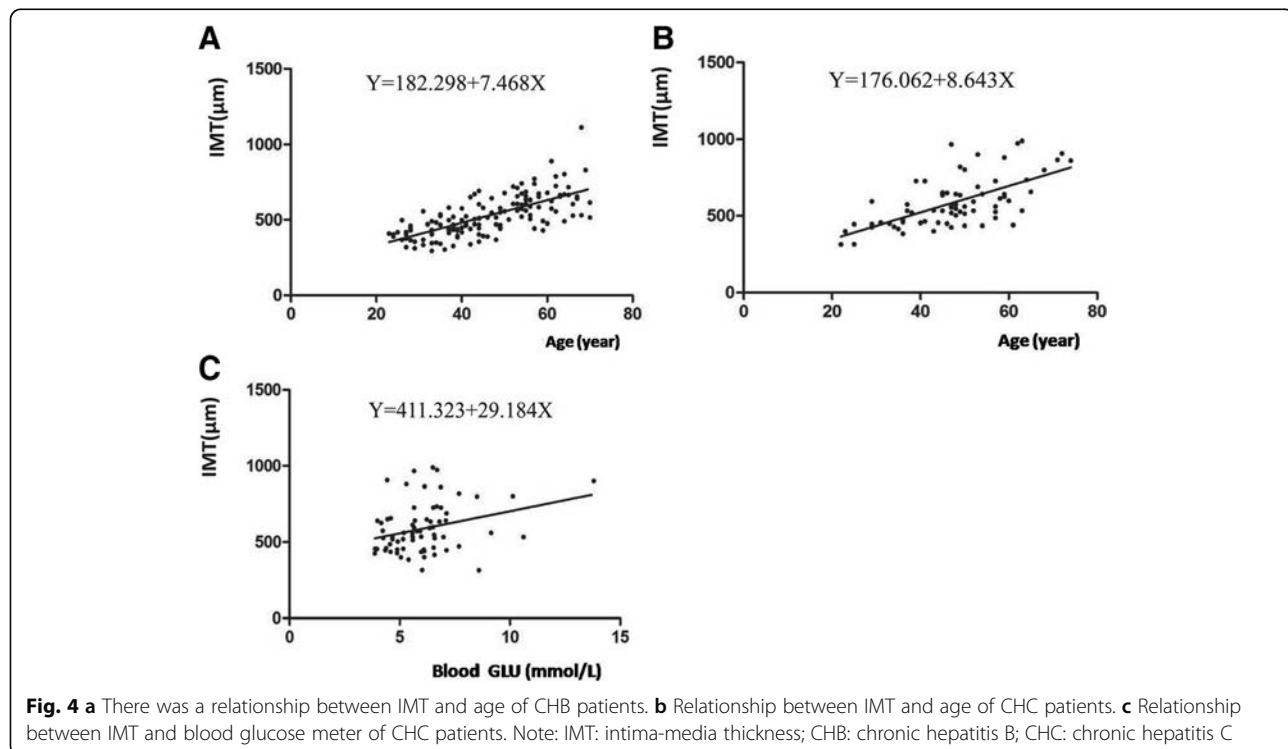 A
B
1500
1000
500
0
IMT(μm)
Y=182.298+7.468X
0
20
40
60
80
Age (year)
1500
1000
500
0
IMT(μm)
Y=176.062+8.643X
0
20
40
60
80
Age (year)
C
1500
1000
500
0
IMT(μm)
Y=411.323+29.184X
0
5
10
15
Blood GLU (mmol/L)
Fig. 4 a There was a relationship between IMT and age of CHB patients. b Relationship between IMT and age of CHC patients. c Relationship
between IMT and blood glucose meter of CHC patients. Note: IMT: intima-media thickness; CHB: chronic hepatitis B; CHC: chronic hepatitis C